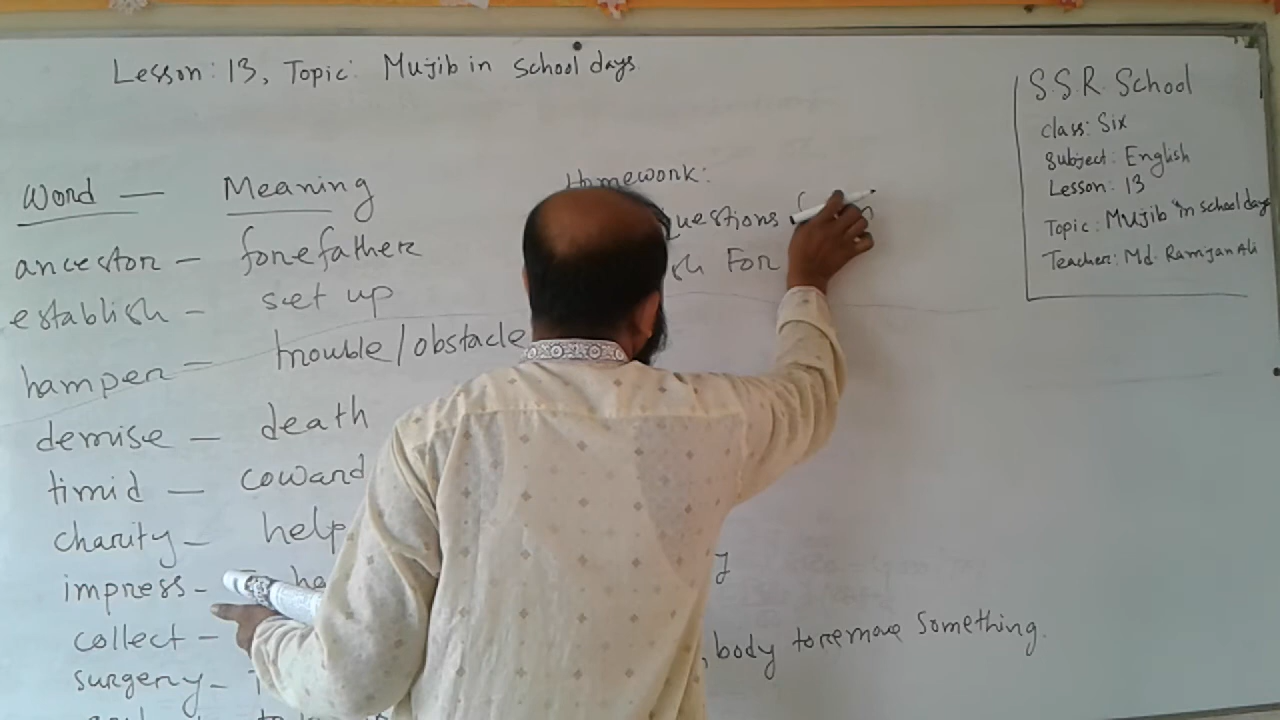 Lesson: 13, Topic: Mujib in School days
S.S.R. School
class: Six
Subject: English
Lesson: 13
Topic: Mujib in School days
Teacher: Md. Ramjan Ali
Word — Meaning
ancestor - forefather
establish - set up
hamper - trouble/obstacle
demise - death
timid - coward
charity - help
impress -
collect -
surgery -
Homework:
questions
For
body to remove something.